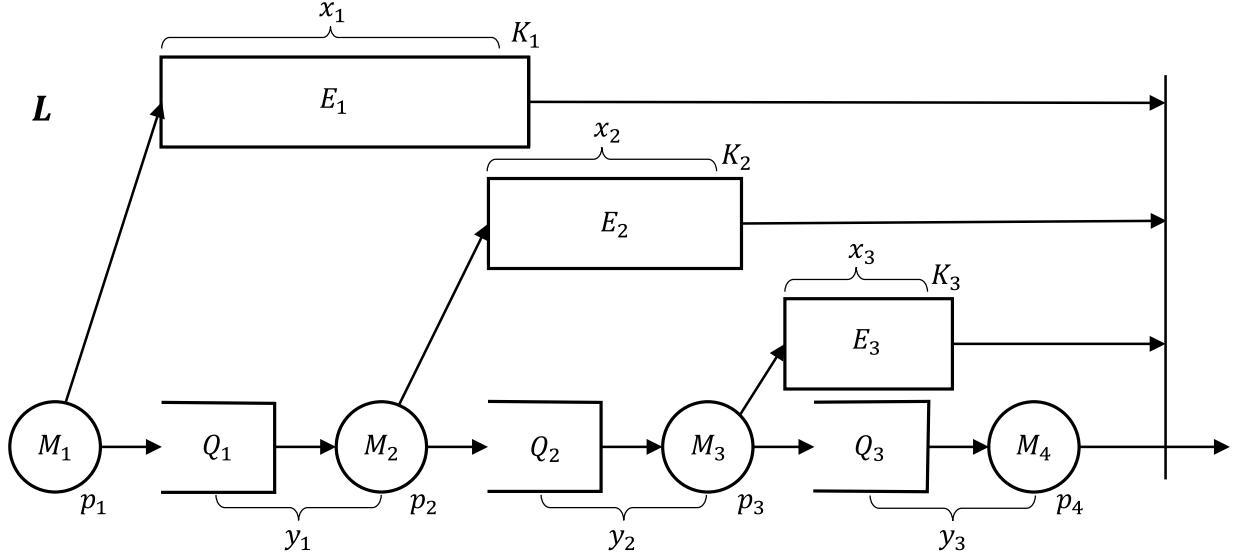 x₁
K₁
E₁
L
x₂
K₂
E₂
x₃
K₃
E₃
M₁
Q₁
M₂
Q₂
M₃
Q₃
M₄
p₁
p₂
p₃
p₄
y₁
y₂
y₃